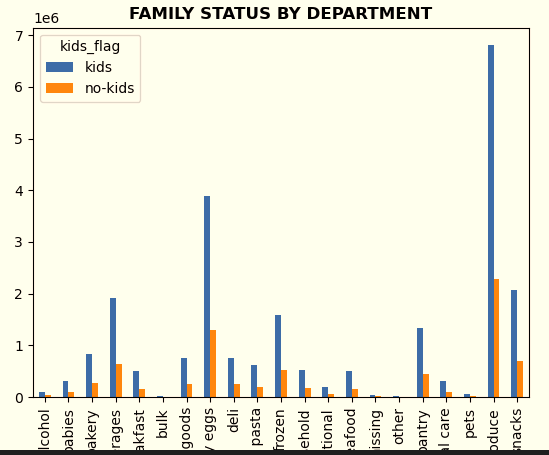 FAMILY STATUS BY DEPARTMENT
1e6
kids_flag
kids
no-kids
7
6
5
4
3
2
1
0
lcohol
babies
bakery
rages
akfast
bulk
goods
y eggs
deli
pasta
frozen
ehold
tional
eafood
issing
other
pantry
al care
pets
oduce
snacks